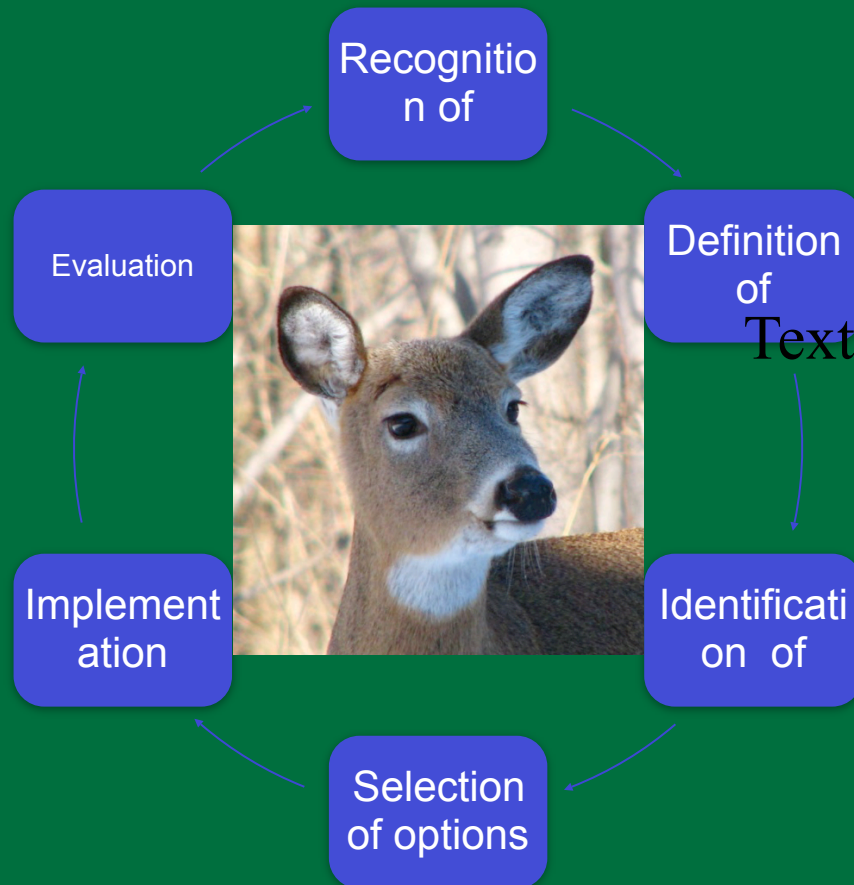 Recognitio
n of
Definition
of
Text
Identificati
on of
Selection
of options
Implement
ation
Evaluation